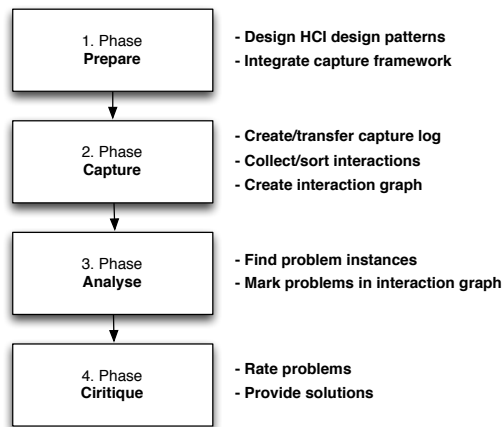 1. Phase
Prepare
- Design HCI design patterns
- Integrate capture framework
2. Phase
Capture
- Create/transfer capture log
- Collect/sort interactions
- Create interaction graph
3. Phase
Analyse
- Find problem instances
- Mark problems in interaction graph
4. Phase
Ciritique
- Rate problems
- Provide solutions